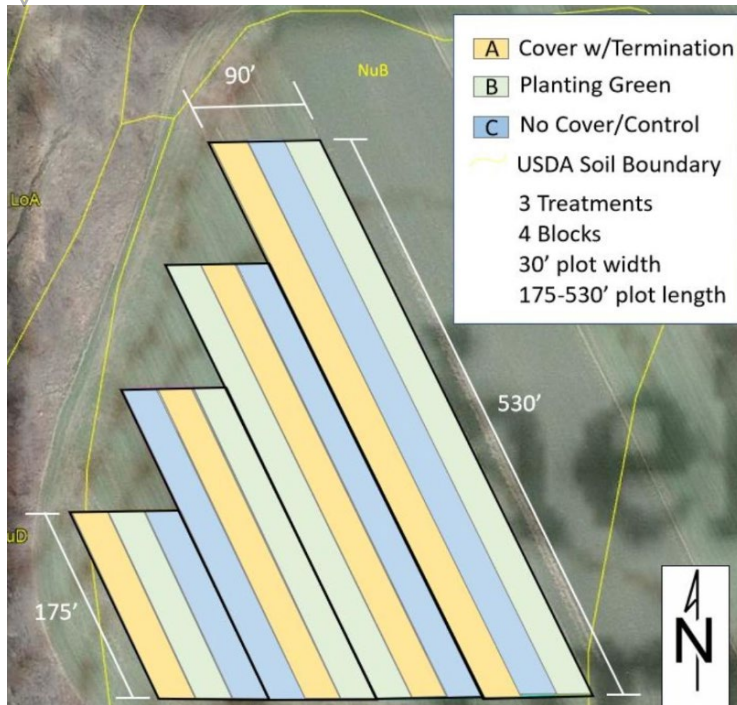 A Cover w/Termination
B Planting Green
C No Cover/Control
USDA Soil Boundary
3 Treatments
4 Blocks
30’ plot width
175-530’ plot length
NuB
90’
LoA
530’
uD
175’
N